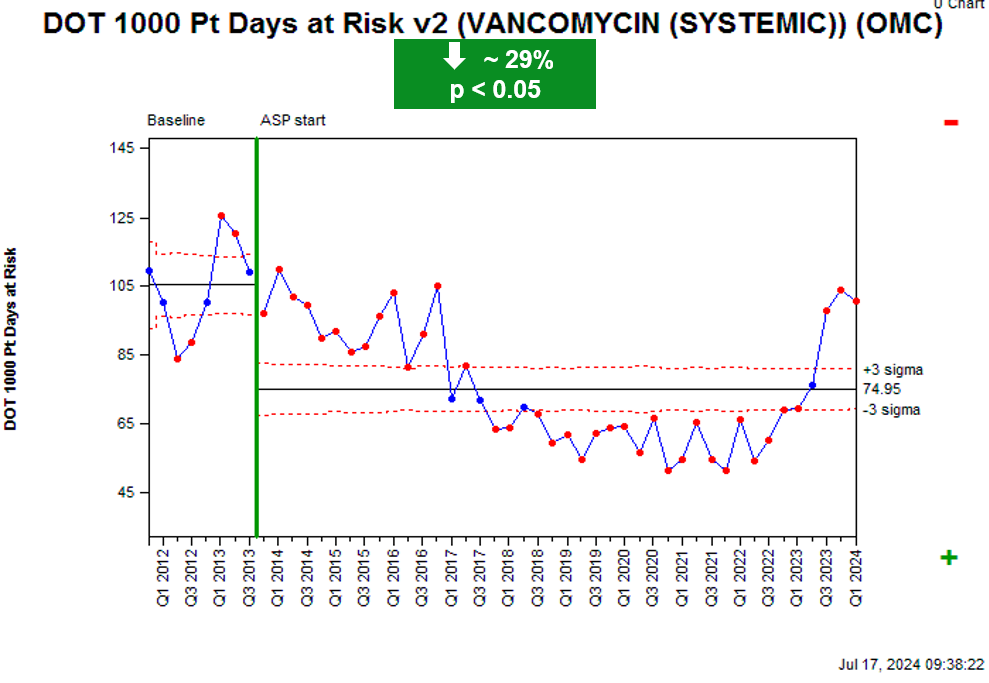 U Chart
DOT 1000 Pt Days at Risk v2 (VANCOMYCIN (SYSTEMIC)) (OMC)
~ 29%
p < 0.05
Baseline
ASP start
DOT 1000 Pt Days at Risk
145
125
105
85
65
45
+3 sigma
74.95
-3 sigma
Q1 2012
Q3 2012
Q1 2013
Q3 2013
Q1 2014
Q3 2014
Q1 2015
Q3 2015
Q1 2016
Q3 2016
Q1 2017
Q3 2017
Q1 2018
Q3 2018
Q1 2019
Q3 2019
Q1 2020
Q3 2020
Q1 2021
Q3 2021
Q1 2022
Q3 2022
Q1 2023
Q3 2023
Q1 2024
Jul 17, 2024 09:38:22